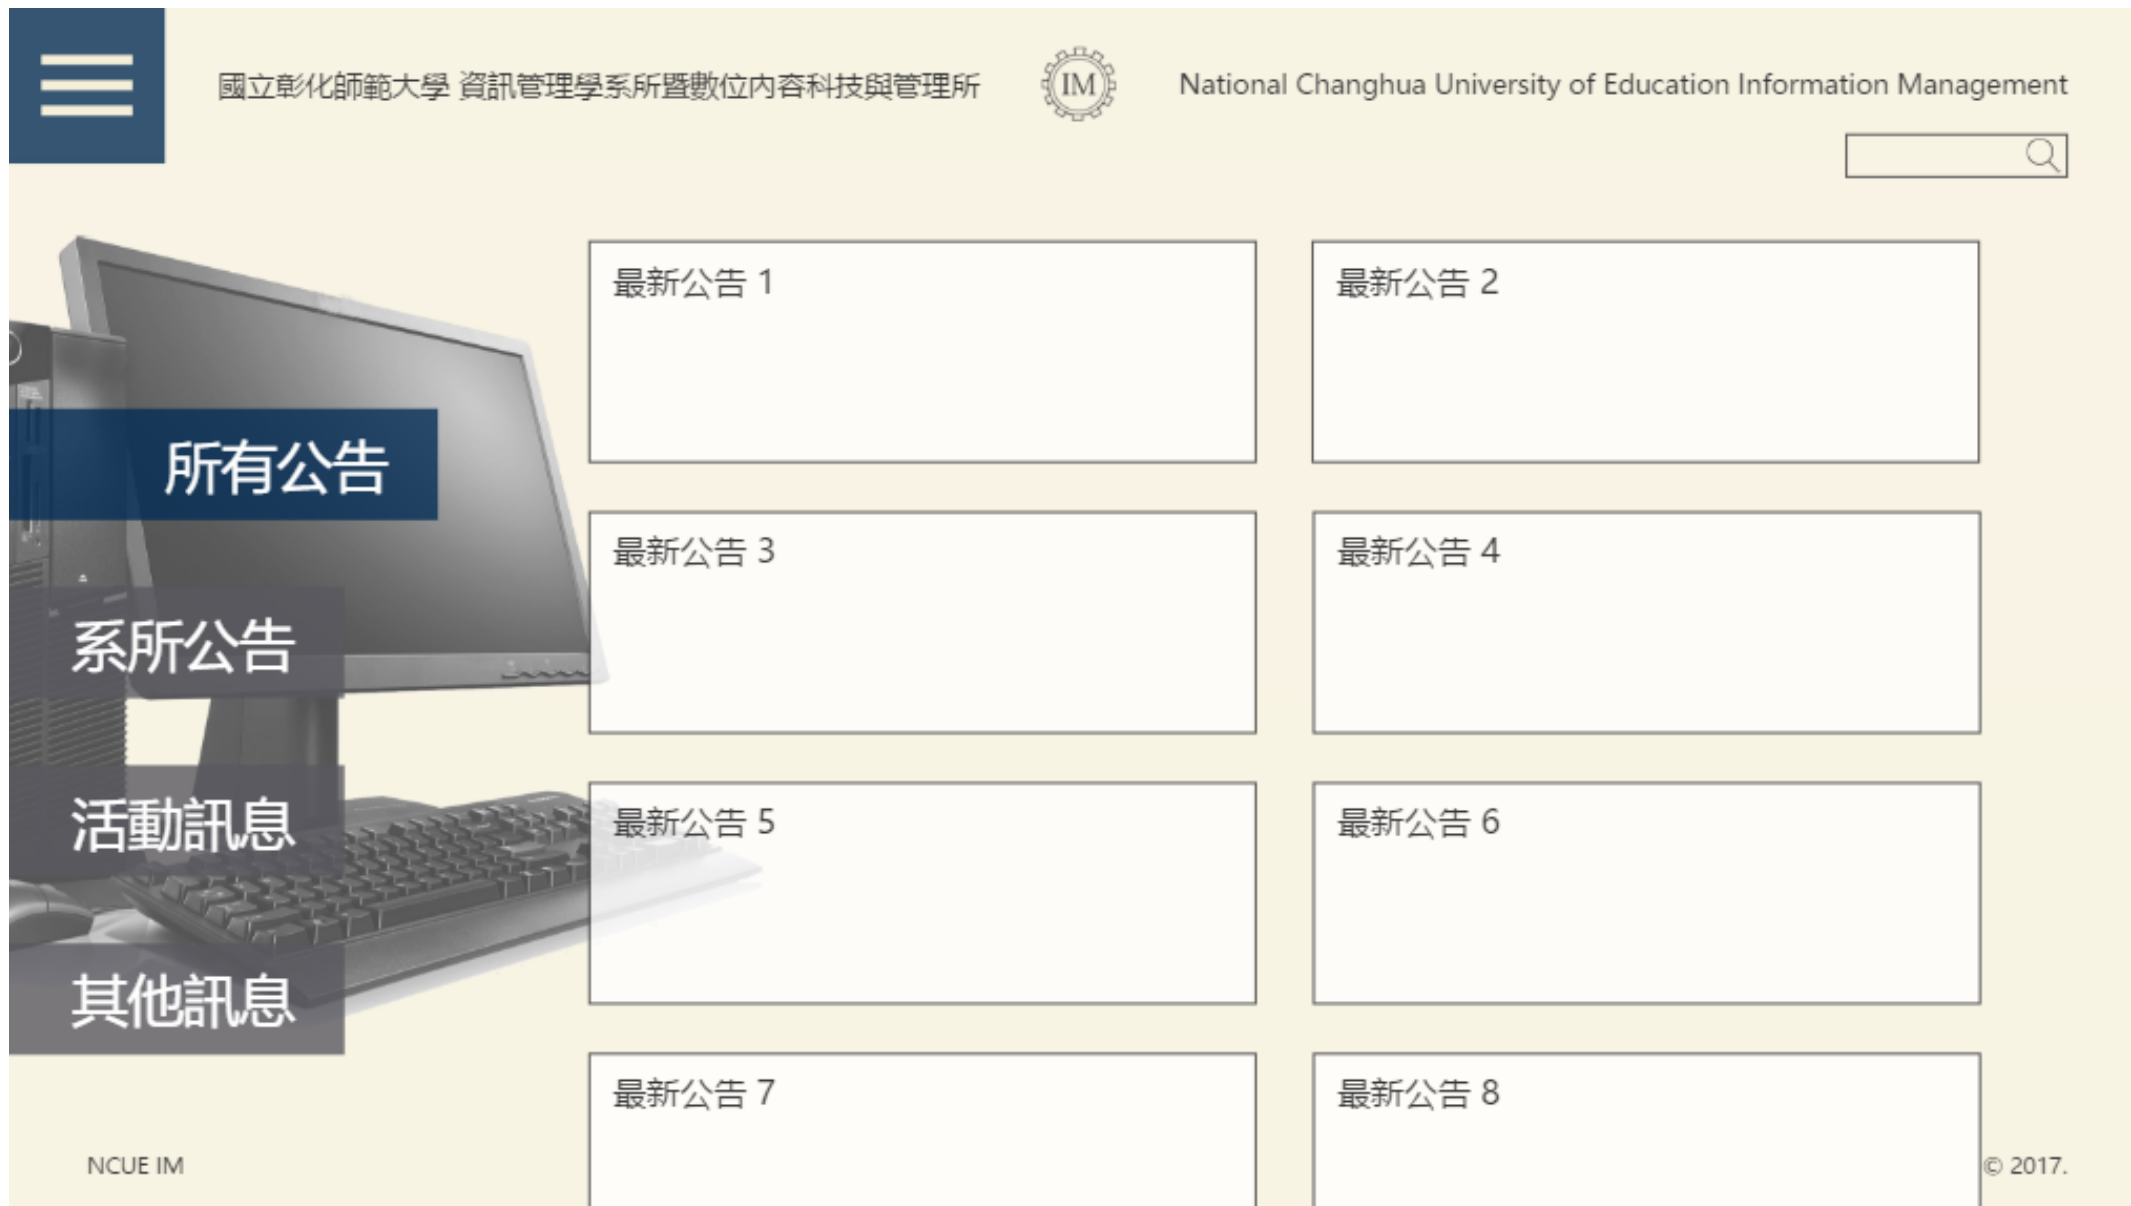 國立彰化師範大學 資訊管理學系所暨數位內容科技與管理所
IM
National Changhua University of Education Information Management
最新公告 1
最新公告 2
所有公告
最新公告 3
最新公告 4
系所公告
活動訊息
最新公告 5
最新公告 6
其他訊息
最新公告 7
最新公告 8
NCUE IM
© 2017.